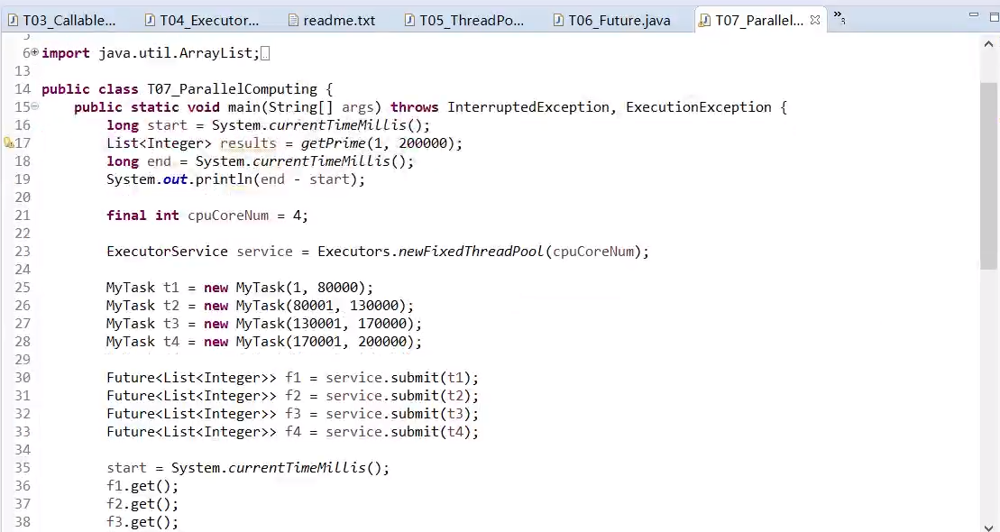 T03_Callable... T04_Executor... readme.txt T05_ThreadPo... T06_Future.java T07_Parallel... »3
6 import java.util.ArrayList;
13
14 public class T07_ParallelComputing {
15 public static void main(String[] args) throws InterruptedException, ExecutionException {
16 long start = System.currentTimeMillis();
17 List<Integer> results = getPrime(1, 200000);
18 long end = System.currentTimeMillis();
19 System.out.println(end - start);
20
21 final int cpuCoreNum = 4;
22
23 ExecutorService service = Executors.newFixedThreadPool(cpuCoreNum);
24
25 MyTask t1 = new MyTask(1, 80000);
26 MyTask t2 = new MyTask(80001, 130000);
27 MyTask t3 = new MyTask(130001, 170000);
28 MyTask t4 = new MyTask(170001, 200000);
29
30 Future<List<Integer>> f1 = service.submit(t1);
31 Future<List<Integer>> f2 = service.submit(t2);
32 Future<List<Integer>> f3 = service.submit(t3);
33 Future<List<Integer>> f4 = service.submit(t4);
34
35 start = System.currentTimeMillis();
36 f1.get();
37 f2.get();
38 f3.get();